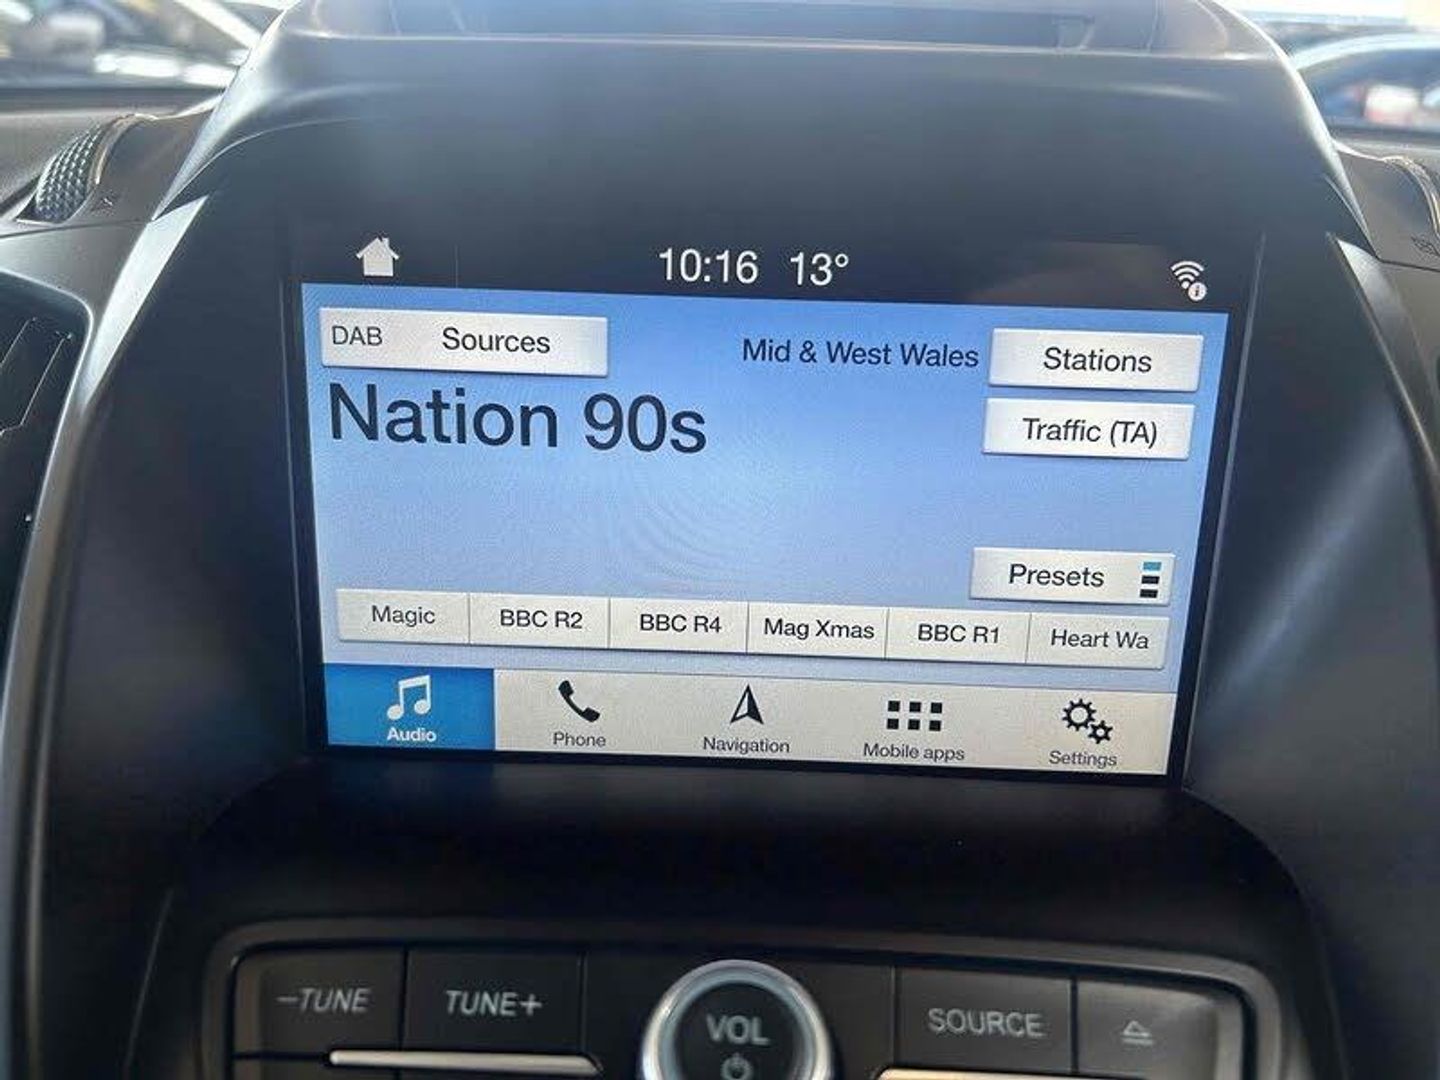 10:16 13°
DAB Sources
Mid & West Wales
Stations
Nation 90s
Traffic (TA)
Presets
Magic
BBC R2
BBC R4
Mag Xmas
BBC R1
Heart Wa
Audio
Phone
Navigation
Mobile apps
Settings
–TUNE
TUNE+
VOL
SOURCE